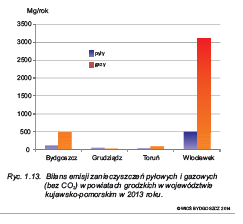 Mg/rok
3500
3000
2500
2000
1500
1000
500
0
pyły
gazy
Bydgoszcz Grudziądz Toruń Włocławek
Ryc. 1.13. Bilans emisji zanieczyszczeń pyłowych i gazowych
(bez CO₂) w powiatach grodzkich w województwie
kujawsko-pomorskim w 2013 roku.
©WIOŚ BYDGOSZCZ 2014